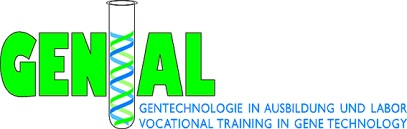 GENIAL
GENTECHNOLOGIE IN AUSBILDUNG UND LABOR
VOCATIONAL TRAINING IN GENE TECHNOLOGY